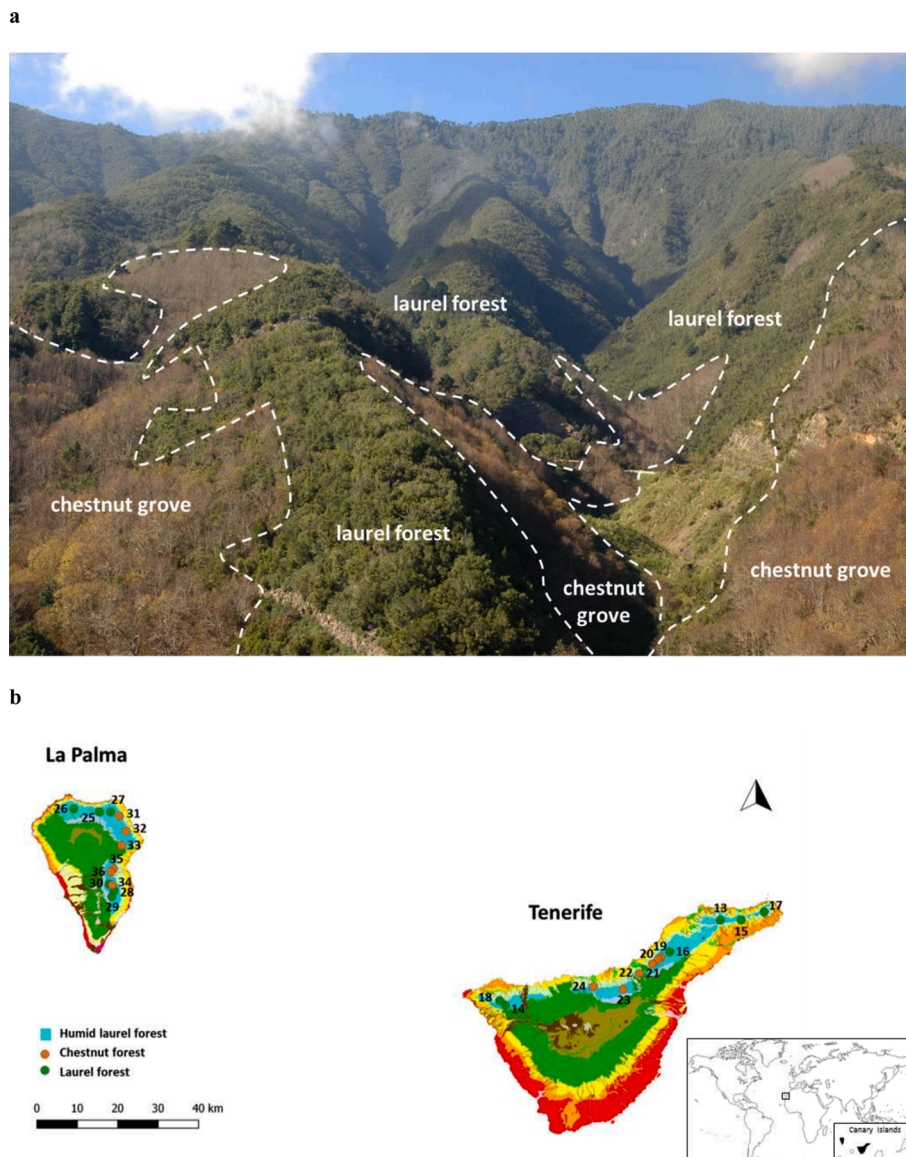 a
laurel forest
laurel forest
chestnut grove
laurel forest
chestnut grove
chestnut
grove
b
La Palma
26
27
25
31
32
33
35
36
30
34
28
29
Tenerife
13
17
15
19
20
16
22
21
24
23
18
14
Humid laurel forest
Chestnut forest
Laurel forest
0 10 20 30 40 km
Canary islands